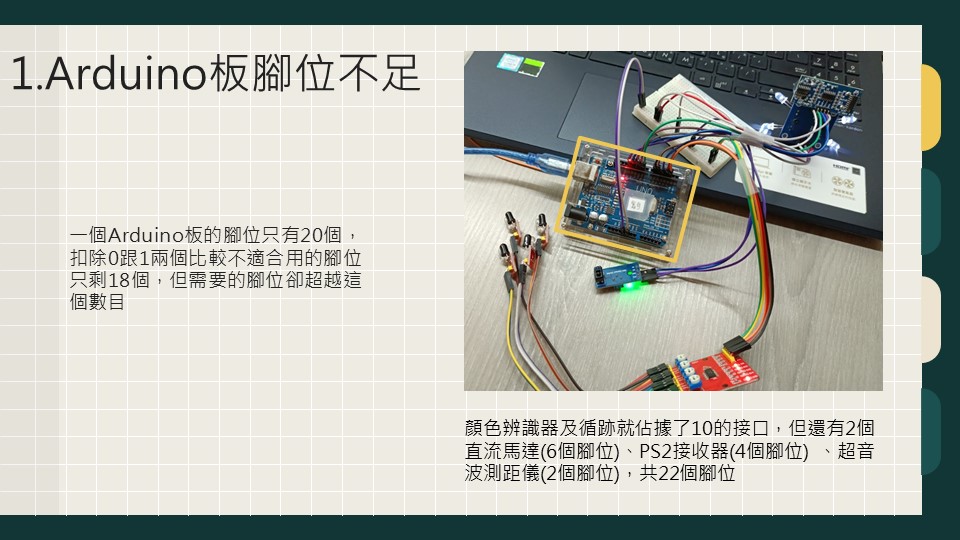 1.Arduino板腳位不足
一個Arduino板的腳位只有20個，
扣除0跟1兩個比較不適合用的腳位
只剩18個，但需要的腳位卻超越這
個數目
UNO
顏色辨識器及循跡就佔據了10的接口，但還有2個
直流馬達(6個腳位)、PS2接收器(4個腳位) 、超音
波測距儀(2個腳位)，共22個腳位